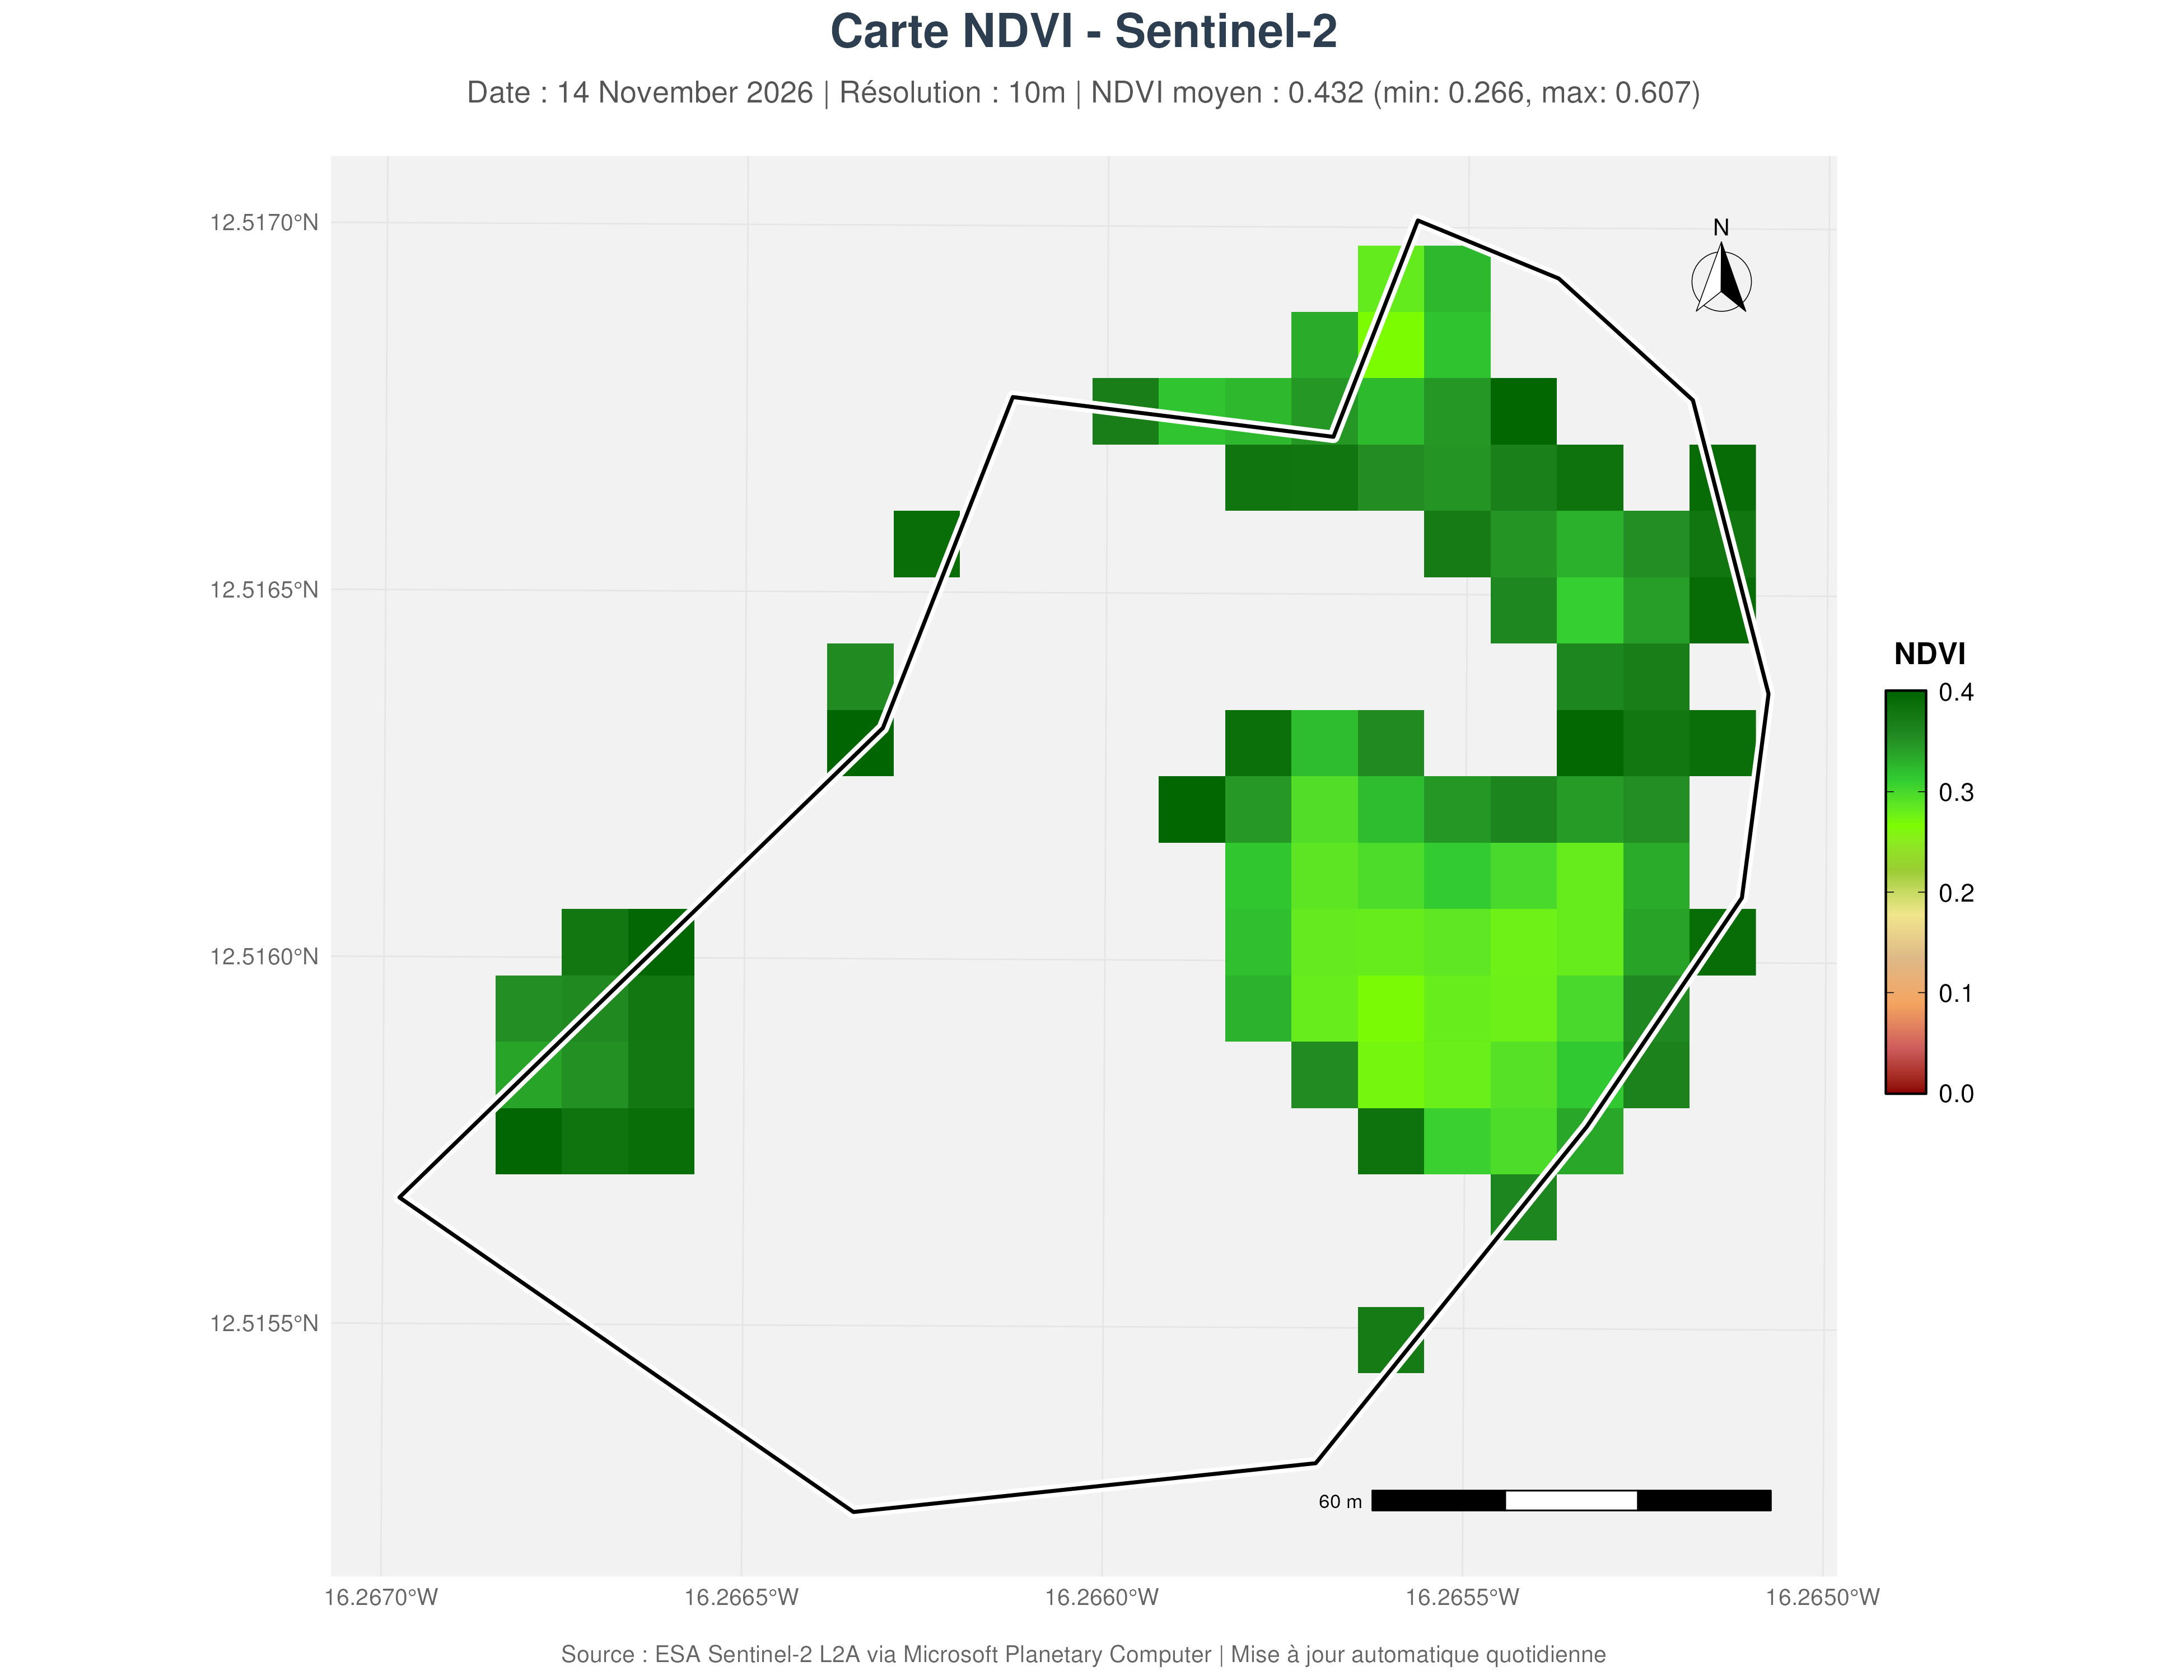 Carte NDVI - Sentinel-2
Date : 14 November 2026 | Résolution : 10m | NDVI moyen : 0.432 (min: 0.266, max: 0.607)
12.5170°N
12.5165°N
12.5160°N
12.5155°N
N
NDVI
0.4
0.3
0.2
0.1
0.0
60 m
16.2670°W
16.2665°W
16.2660°W
16.2655°W
16.2650°W
Source : ESA Sentinel-2 L2A via Microsoft Planetary Computer | Mise à jour automatique quotidienne